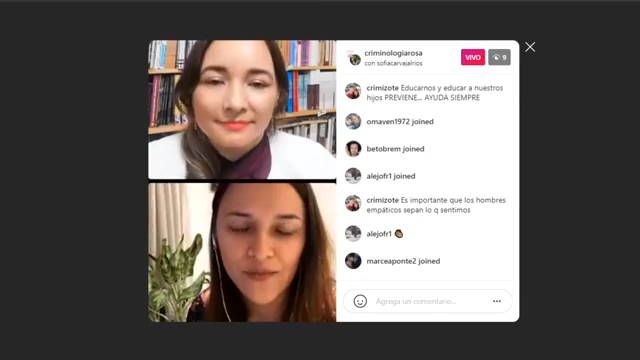 criminologiarosa
con sofiacarvajalrios
VIVO
9
crimizote Educarnos y educar a nuestros
hijos PREVIENE... AYUDA SIEMPRE
omaven1972 joined
betobrem joined
alejofr1 joined
crimizote Es importante que los hombres
empáticos sepan lo q sentimos
alejofr1
marceaponte2 joined
Agrega un comentario...